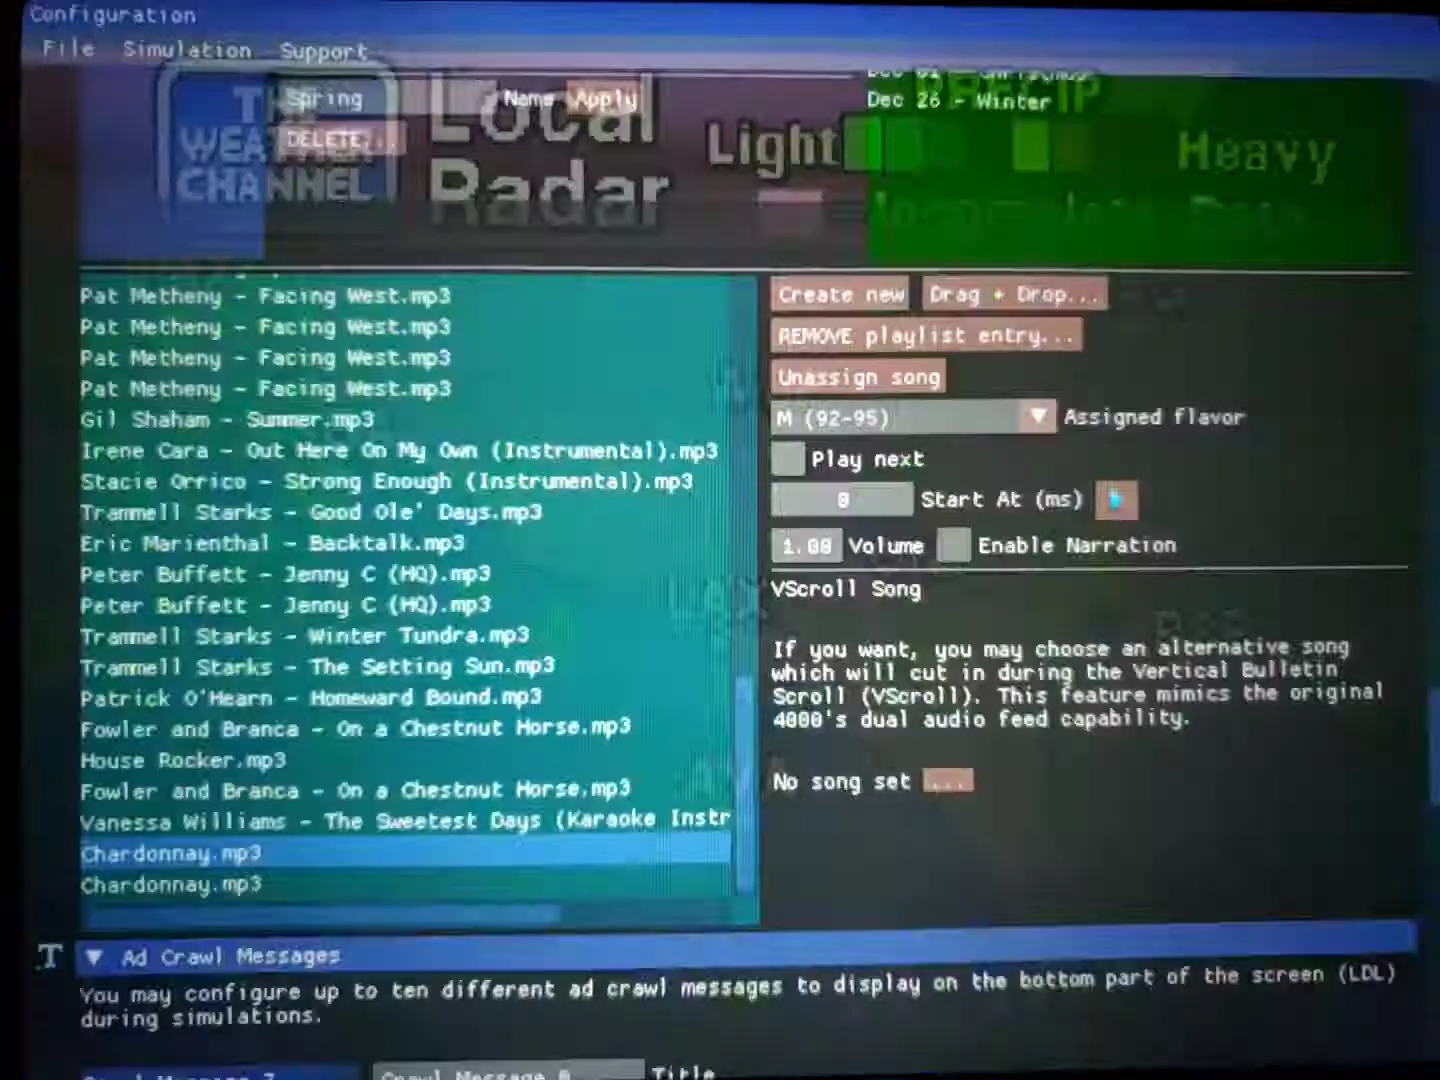 Configuration
File Simulation Support
Spring Name Apply
Dec 26 - Winter
DELETE...
THE WEATHER CHANNEL
Local Radar
PRECIP
Light Heavy
Pat Metheny - Facing West.mp3
Pat Metheny - Facing West.mp3
Pat Metheny - Facing West.mp3
Pat Metheny - Facing West.mp3
Gil Shaham - Summer.mp3
Irene Cara - Out Here On My Own (Instrumental).mp3
Stacie Orrico - Strong Enough (Instrumental).mp3
Trammell Starks - Good Ole' Days.mp3
Eric Marienthal - Backtalk.mp3
Peter Buffett - Jenny C (HQ).mp3
Peter Buffett - Jenny C (HQ).mp3
Trammell Starks - Winter Tundra.mp3
Trammell Starks - The Setting Sun.mp3
Patrick O'Hearn - Homeward Bound.mp3
Fowler and Branca - On a Chestnut Horse.mp3
House Rocker.mp3
Fowler and Branca - On a Chestnut Horse.mp3
Vanessa Williams - The Sweetest Days (Karaoke Instr
Chardonnay.mp3
Chardonnay.mp3
Create new Drag + Drop...
REMOVE playlist entry...
Unassign song
M (92-95) Assigned flavor
Play next
0 Start At (ms)
1.00 Volume Enable Narration
VScroll Song
If you want, you may choose an alternative song
which will cut in during the Vertical Bulletin
Scroll (VScroll). This feature mimics the original
4000's dual audio feed capability.
No song set ...
Ad Crawl Messages
You may configure up to ten different ad crawl messages to display on the bottom part of the screen (LDL)
during simulations.
Crawl Message Title